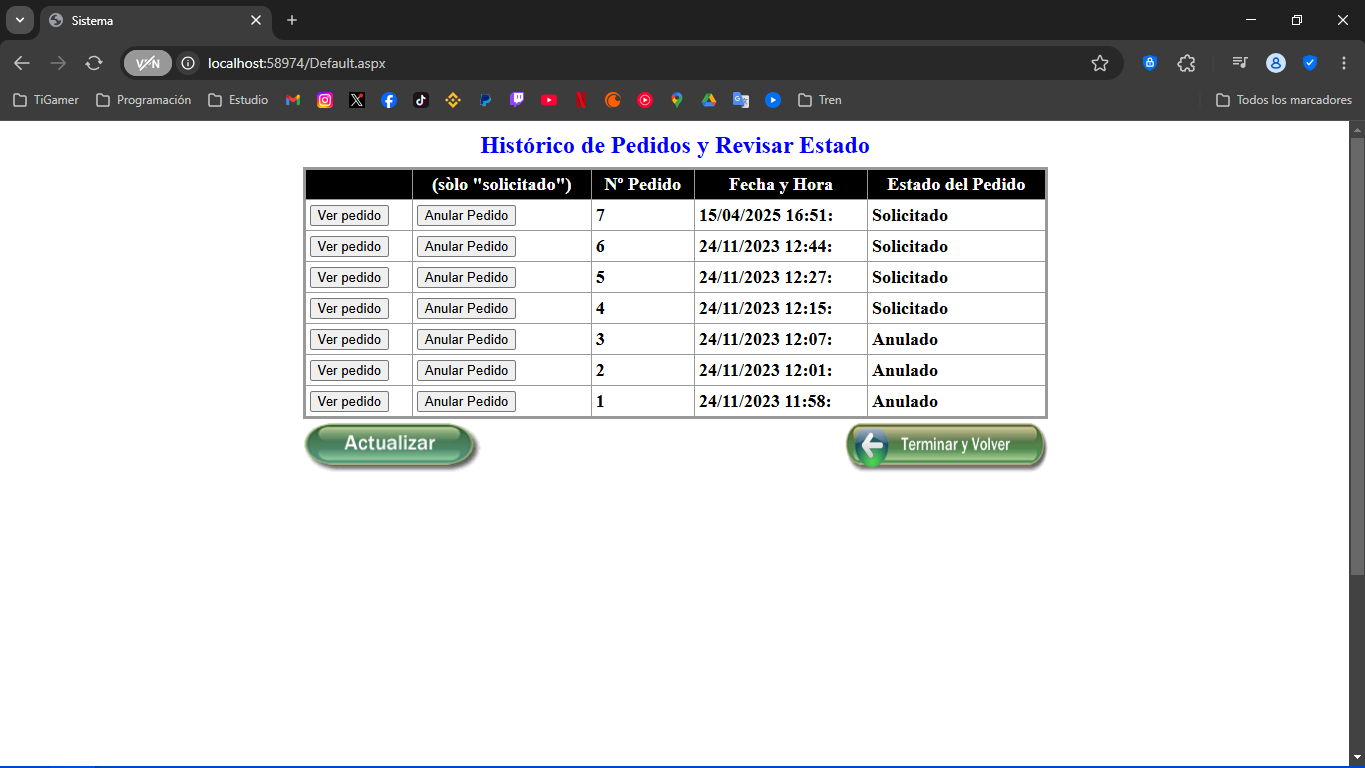 Sistema
VPN
localhost:58974/Default.aspx
TiGamer Programación Estudio Tren Todos los marcadores
Histórico de Pedidos y Revisar Estado
(sòlo "solicitado") Nº Pedido Fecha y Hora Estado del Pedido
Ver pedido Anular Pedido 7 15/04/2025 16:51: Solicitado
Ver pedido Anular Pedido 6 24/11/2023 12:44: Solicitado
Ver pedido Anular Pedido 5 24/11/2023 12:27: Solicitado
Ver pedido Anular Pedido 4 24/11/2023 12:15: Solicitado
Ver pedido Anular Pedido 3 24/11/2023 12:07: Anulado
Ver pedido Anular Pedido 2 24/11/2023 12:01: Anulado
Ver pedido Anular Pedido 1 24/11/2023 11:58: Anulado
Actualizar Terminar y Volver